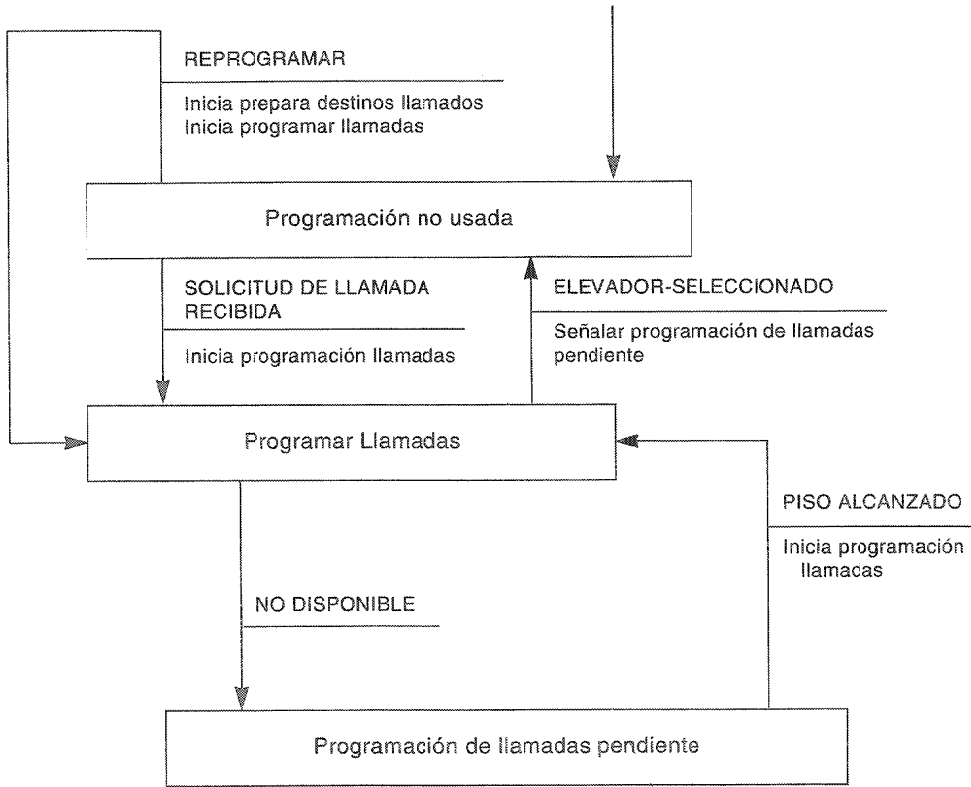 REPROGRAMAR
Inicia prepara destinos llamados
Inicia programar llamadas
Programación no usada
SOLICITUD DE LLAMADA
RECIBIDA
Inicia programación llamadas
ELEVADOR-SELECCIONADO
Señalar programación de llamadas
pendiente
Programar Llamadas
PISO ALCANZADO
Inicia programación
llamacas
NO DISPONIBLE
Programación de llamadas pendiente